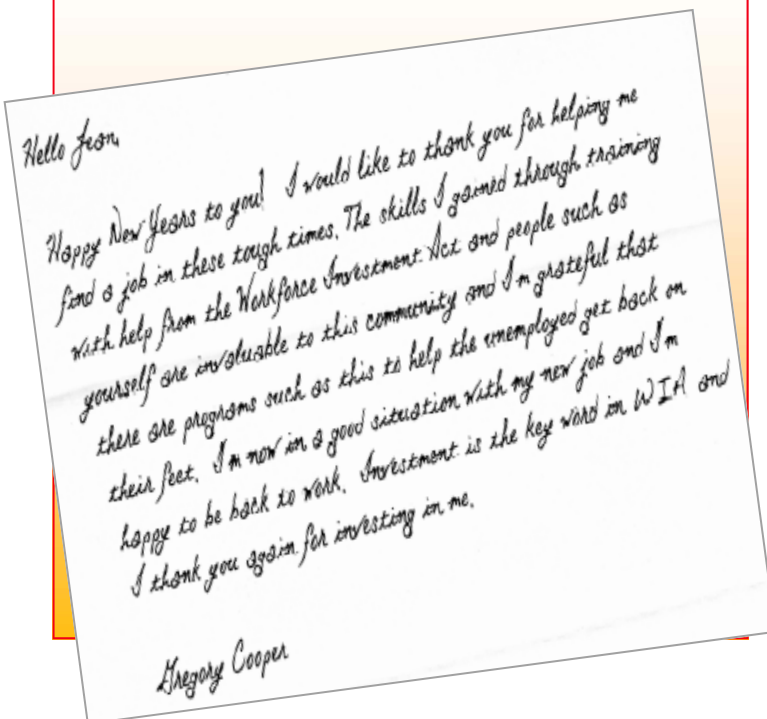 Hello Jean,
Happy New Years to you! I would like to thank you for helping me
find a job in these tough times. The skills I gained through training
with help from the Workforce Investment Act and people such as
yourself are invaluable to this community and I'm grateful that
there are programs such as this to help the unemployed get back on
their feet. I'm now in a good situation with my new job and I'm
happy to be back to work. Investment is the key word in WIA and
I thank you again for investing in me.
Gregory Cooper